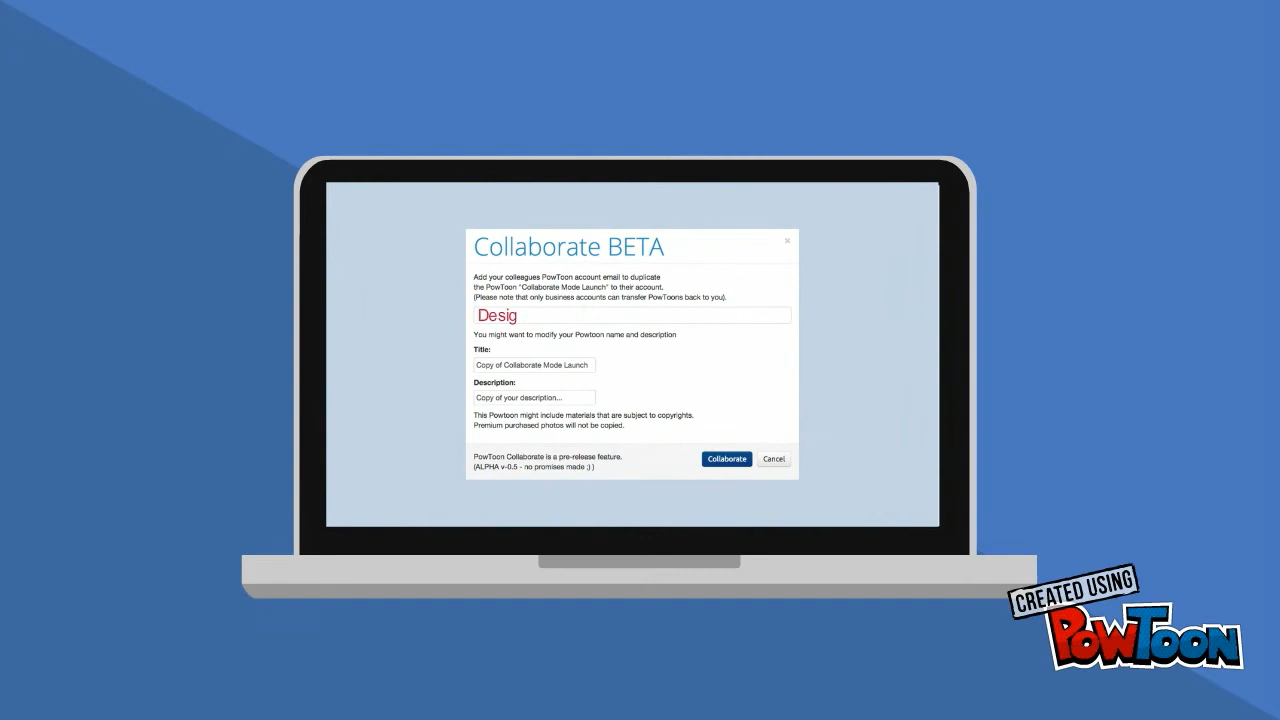 Collaborate BETA
×
Add your colleagues PowToon account email to duplicate
the PowToon "Collaborate Mode Launch" to their account.
(Please note that only business accounts can transfer PowToons back to you).
Desig
You might want to modify your Powtoon name and description
Title:
Copy of Collaborate Mode Launch
Description:
Copy of your description...
This Powtoon might include materials that are subject to copyrights.
Premium purchased photos will not be copied.
PowToon Collaborate is a pre-release feature.
(ALPHA v-0.5 - no promises made ;) )
Collaborate Cancel
CREATED USING
POWTOON